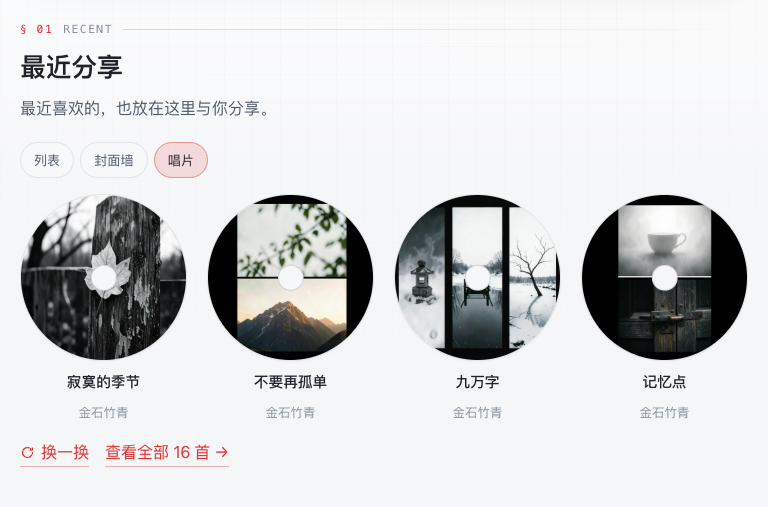 § 01 RECENT
最近分享
最近喜欢的，也放在这里与你分享。
列表 封面墙 唱片
寂寞的季节 不要再孤单 九万字 记忆点
金石竹青 金石竹青 金石竹青 金石竹青
换一换 查看全部 16 首 →